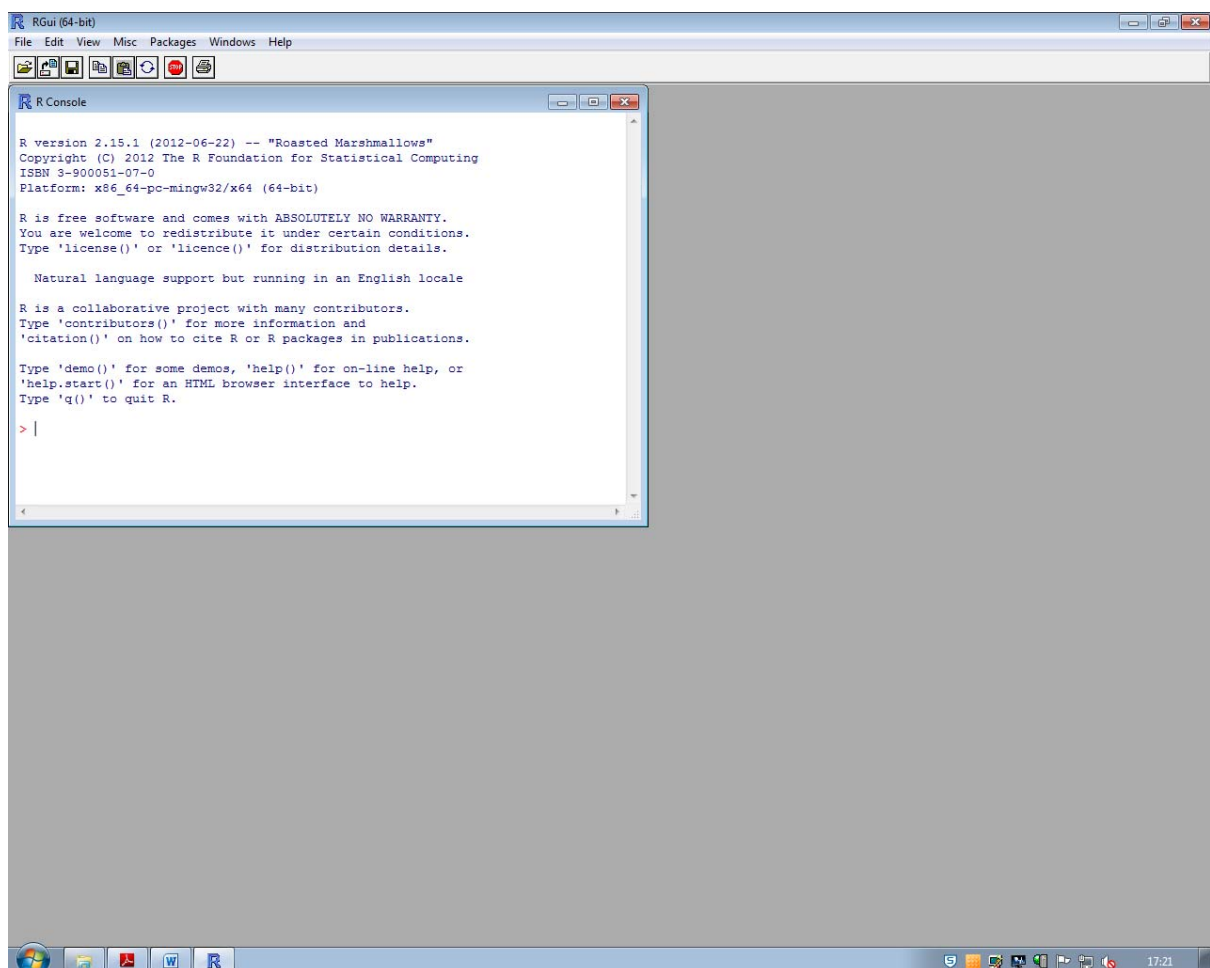 RGui (64-bit)
File Edit View Misc Packages Windows Help
STOP
R Console
R version 2.15.1 (2012-06-22) -- "Roasted Marshmallows"
Copyright (C) 2012 The R Foundation for Statistical Computing
ISBN 3-900051-07-0
Platform: x86_64-pc-mingw32/x64 (64-bit)
R is free software and comes with ABSOLUTELY NO WARRANTY.
You are welcome to redistribute it under certain conditions.
Type 'license()' or 'licence()' for distribution details.
Natural language support but running in an English locale
R is a collaborative project with many contributors.
Type 'contributors()' for more information and
'citation()' on how to cite R or R packages in publications.
Type 'demo()' for some demos, 'help()' for on-line help, or
'help.start()' for an HTML browser interface to help.
Type 'q()' to quit R.
>
17:21